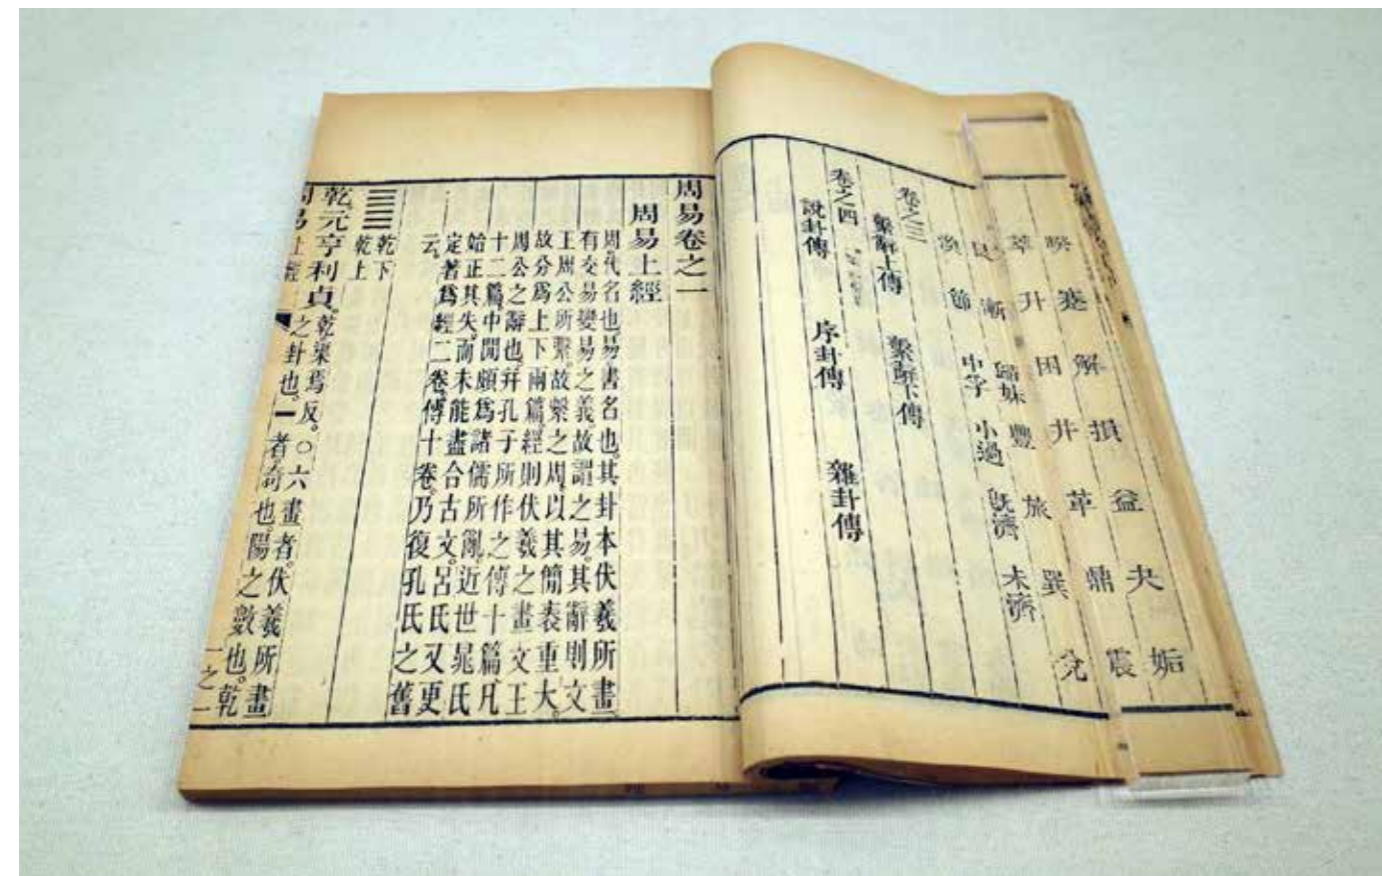 睽 蹇 解 損 益 夬 姤
萃 升 困 井 革 鼎 震
艮 漸 歸妹 豐 旅 巽 兌
渙 節 中孚 小過 既濟 未濟
卷之三
繫辭上傳 繫辭下傳
卷之四
說卦傳 序卦傳 雜卦傳
周易卷之一
周易上經
周代名也。易書名也。其卦本伏羲所畫。
有交易變易之義。故謂之易。其辭則文
王周公所繫。故繫之周。以其簡袠重大。
故分爲上下兩篇。經則伏羲之畫。文王
周公之辭也。幷孔子所作之傳十篇。凡
十二篇。中閒頗爲諸儒所亂。近世晁氏
始正其失。而未能盡合古文。呂氏又更
定著爲經二卷。傳十卷。乃復孔氏之舊
云。
乾下
乾上
乾。元亨利貞。乾。渠焉反。○六畫者。伏羲所畫
之卦也。一者。奇也。陽之數也。乾
周易 上經 一之一